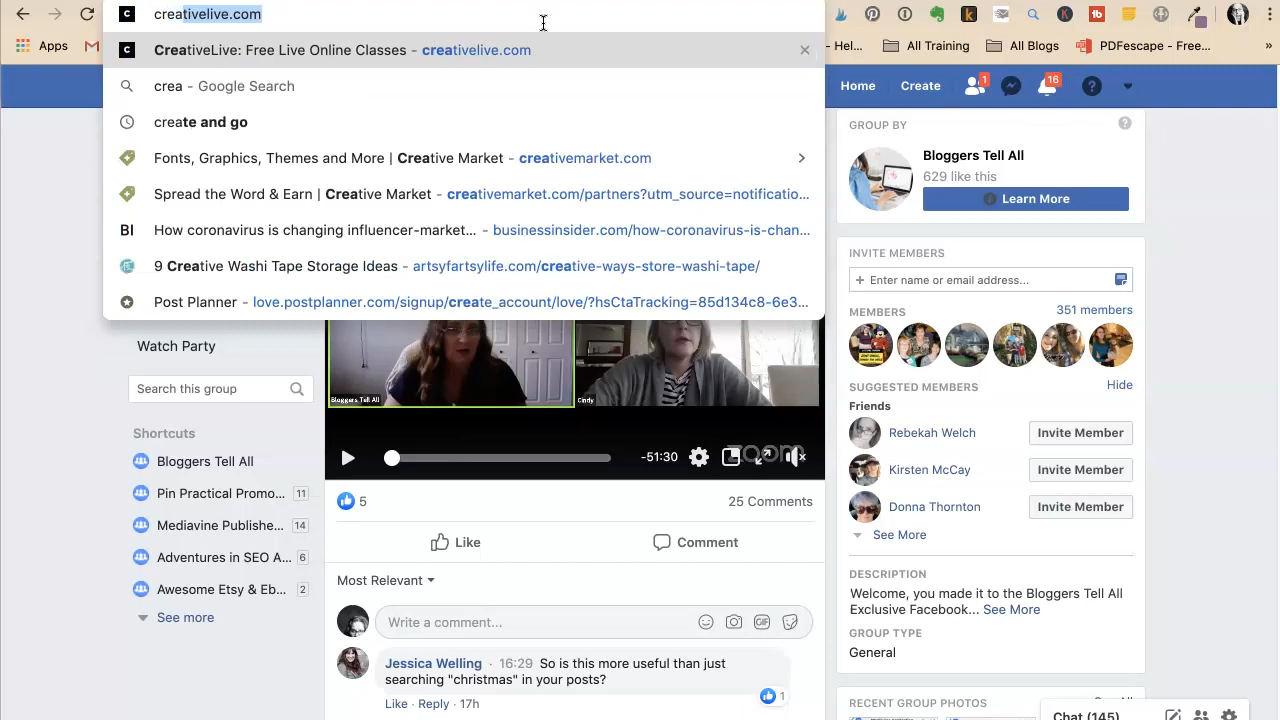 creativelive.com
CreativeLive: Free Live Online Classes - creativelive.com
crea - Google Search
create and go
Fonts, Graphics, Themes and More | Creative Market - creativemarket.com
Spread the Word & Earn | Creative Market - creativemarket.com/partners?utm_source=notificatio...
BI How coronavirus is changing influencer-market... - businessinsider.com/how-coronavirus-is-chan...
9 Creative Washi Tape Storage Ideas - artsyfartsylife.com/creative-ways-store-washi-tape/
Post Planner - love.postplanner.com/signup/create_account/love/?hsCtaTracking=85d134c8-6e3...
Apps
Hel...
All Training
All Blogs
PDFescape - Free...
»
Home
Create
1
16
Watch Party
Search this group
Shortcuts
Bloggers Tell All
Pin Practical Promo... 11
Mediavine Publishe... 14
Adventures in SEO A... 6
Awesome Etsy & Eb... 2
See more
Bloggers Tell All
Cindy
-51:30
zoom
5
25 Comments
Like
Comment
Most Relevant
Write a comment...
GIF
Jessica Welling · 16:29 So is this more useful than just
searching "christmas" in your posts?
1
Like · Reply · 17h
GROUP BY
Bloggers Tell All
629 like this
Learn More
INVITE MEMBERS
+ Enter name or email address...
MEMBERS
351 members
SUGGESTED MEMBERS
Hide
Friends
Rebekah Welch
Invite Member
Kirsten McCay
Invite Member
Donna Thornton
Invite Member
See More
DESCRIPTION
Welcome, you made it to the Bloggers Tell All
Exclusive Facebook... See More
GROUP TYPE
General
RECENT GROUP PHOTOS
Chat (145)